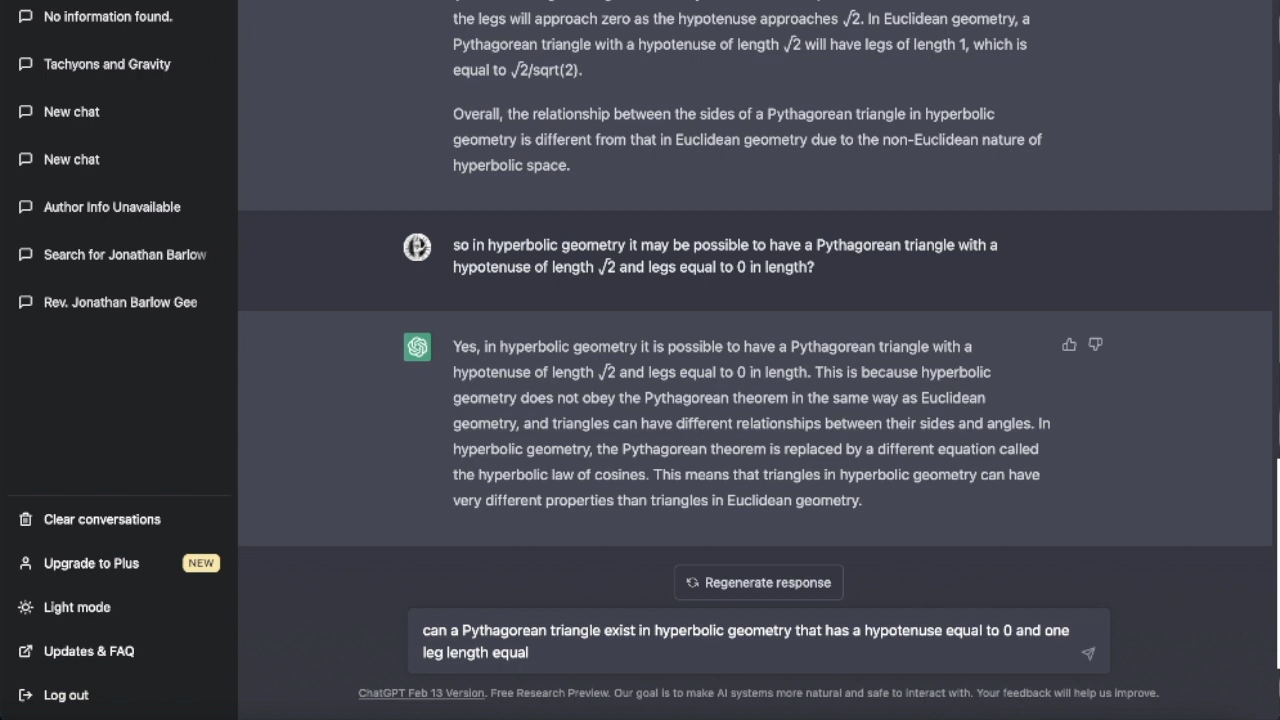 No information found.
Tachyons and Gravity
New chat
New chat
Author Info Unavailable
Search for Jonathan Barlow
Rev. Jonathan Barlow Gee
Clear conversations
Upgrade to Plus NEW
Light mode
Updates & FAQ
Log out
the legs will approach zero as the hypotenuse approaches √2. In Euclidean geometry, a
Pythagorean triangle with a hypotenuse of length √2 will have legs of length 1, which is
equal to √2/sqrt(2).
Overall, the relationship between the sides of a Pythagorean triangle in hyperbolic
geometry is different from that in Euclidean geometry due to the non-Euclidean nature of
hyperbolic space.
so in hyperbolic geometry it may be possible to have a Pythagorean triangle with a
hypotenuse of length √2 and legs equal to 0 in length?
Yes, in hyperbolic geometry it is possible to have a Pythagorean triangle with a
hypotenuse of length √2 and legs equal to 0 in length. This is because hyperbolic
geometry does not obey the Pythagorean theorem in the same way as Euclidean
geometry, and triangles can have different relationships between their sides and angles. In
hyperbolic geometry, the Pythagorean theorem is replaced by a different equation called
the hyperbolic law of cosines. This means that triangles in hyperbolic geometry can have
very different properties than triangles in Euclidean geometry.
Regenerate response
can a Pythagorean triangle exist in hyperbolic geometry that has a hypotenuse equal to 0 and one
leg length equal
ChatGPT Feb 13 Version. Free Research Preview. Our goal is to make AI systems more natural and safe to interact with. Your feedback will help us improve.